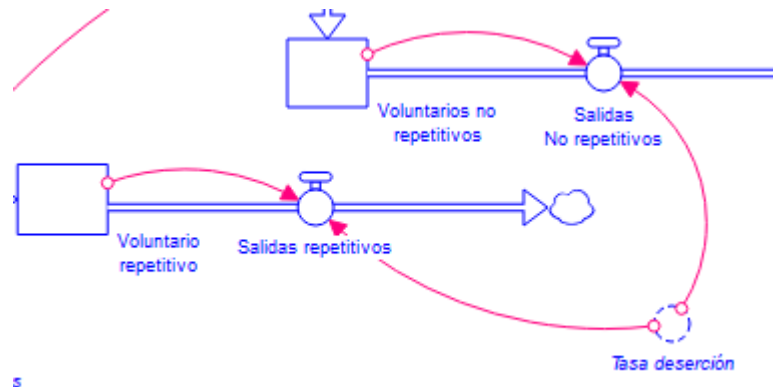 Voluntarios no
repetitivos
Salidas
No repetitivos
Voluntario
repetitivo
Salidas repetitivos
Tasa deserción
s